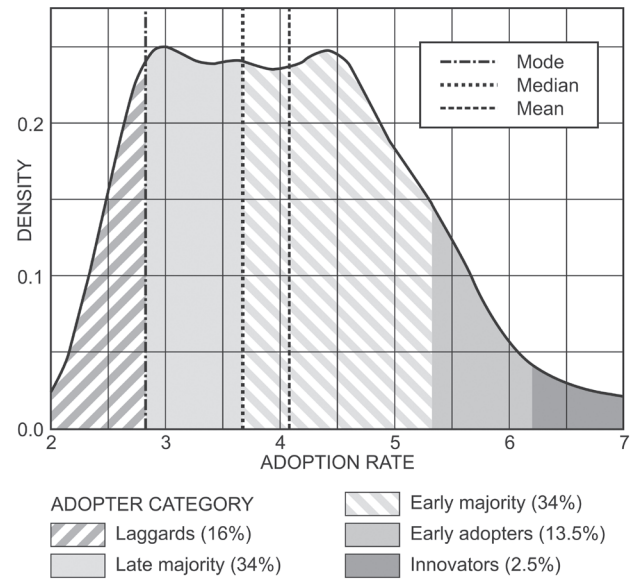 Mode
Median
Mean
DENSITY
0.2
0.1
0.0
2 3 4 5 6 7
ADOPTION RATE
ADOPTER CATEGORY
Laggards (16%)
Late majority (34%)
Early majority (34%)
Early adopters (13.5%)
Innovators (2.5%)